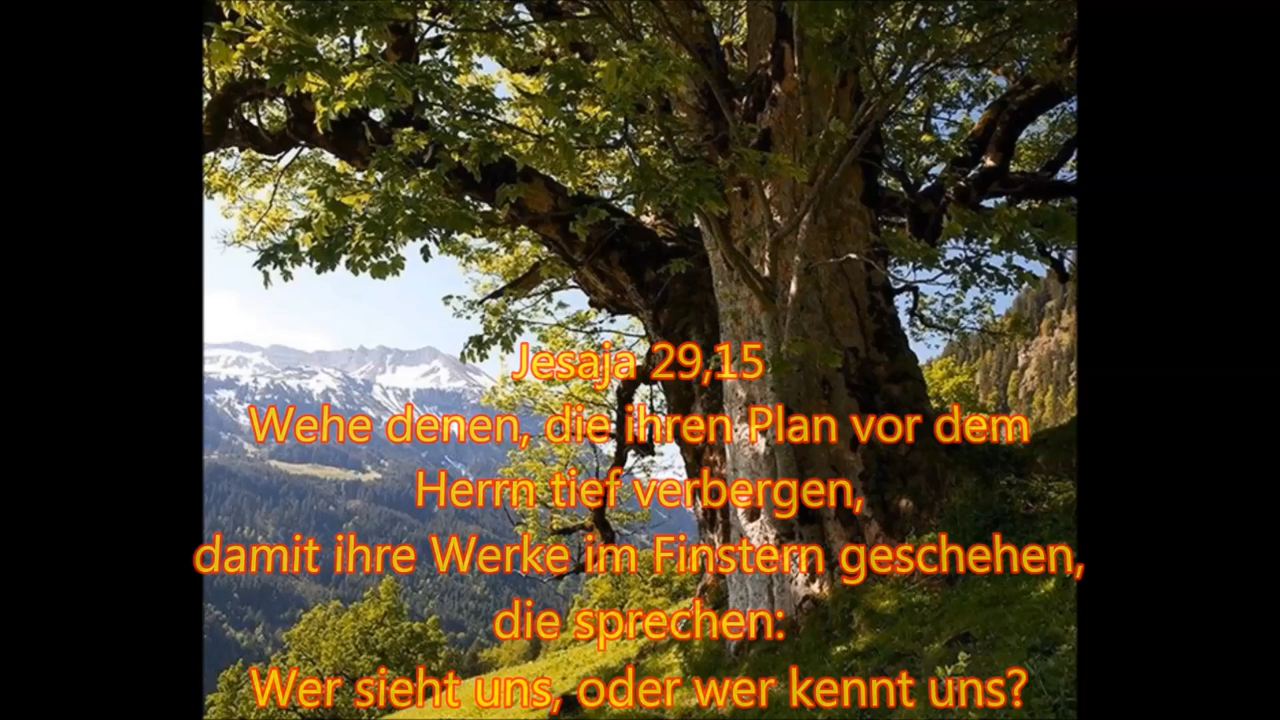 Jesaja 29,15
Wehe denen, die ihren Plan vor dem
Herrn tief verbergen,
damit ihre Werke im Finstern geschehen,
die sprechen:
Wer sieht uns, oder wer kennt uns?